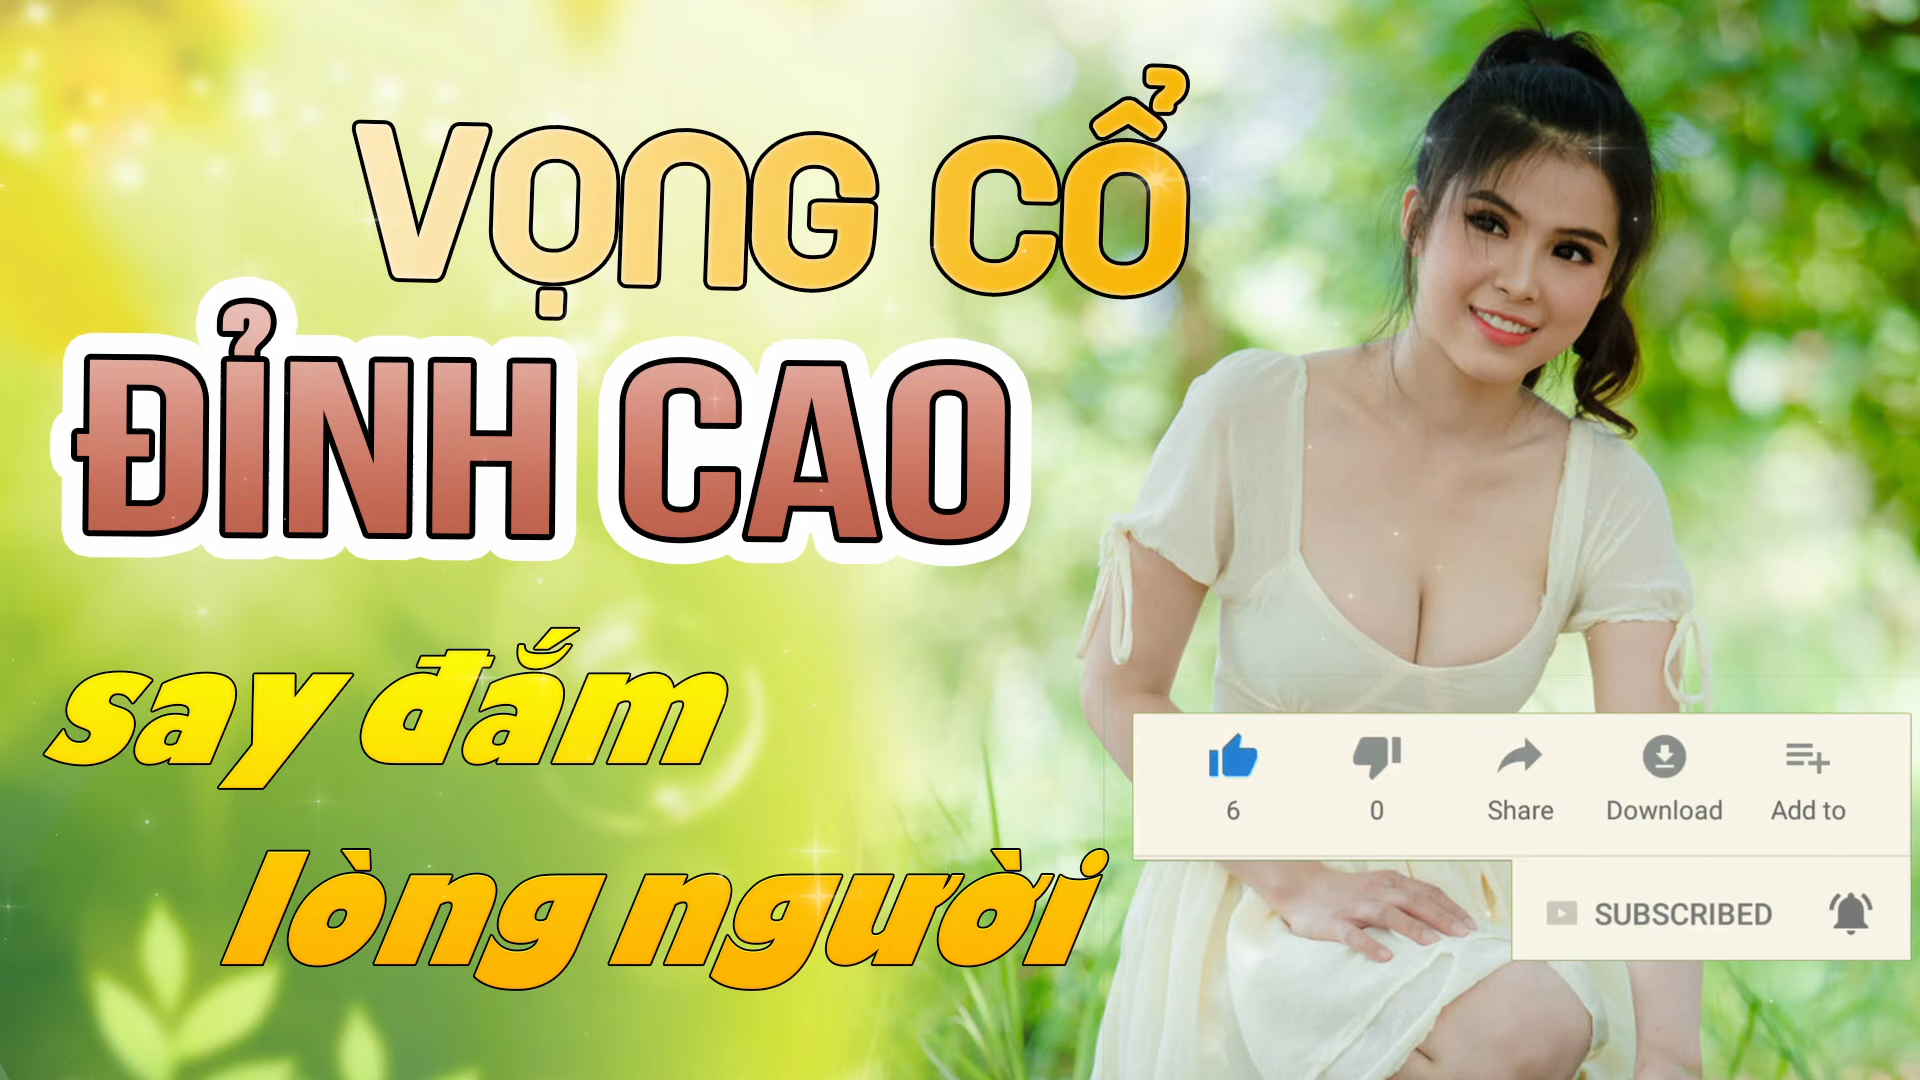 VỌNG CỔ
ĐỈNH CAO
say đắm
lòng người
6 0 Share Download Add to
SUBSCRIBED